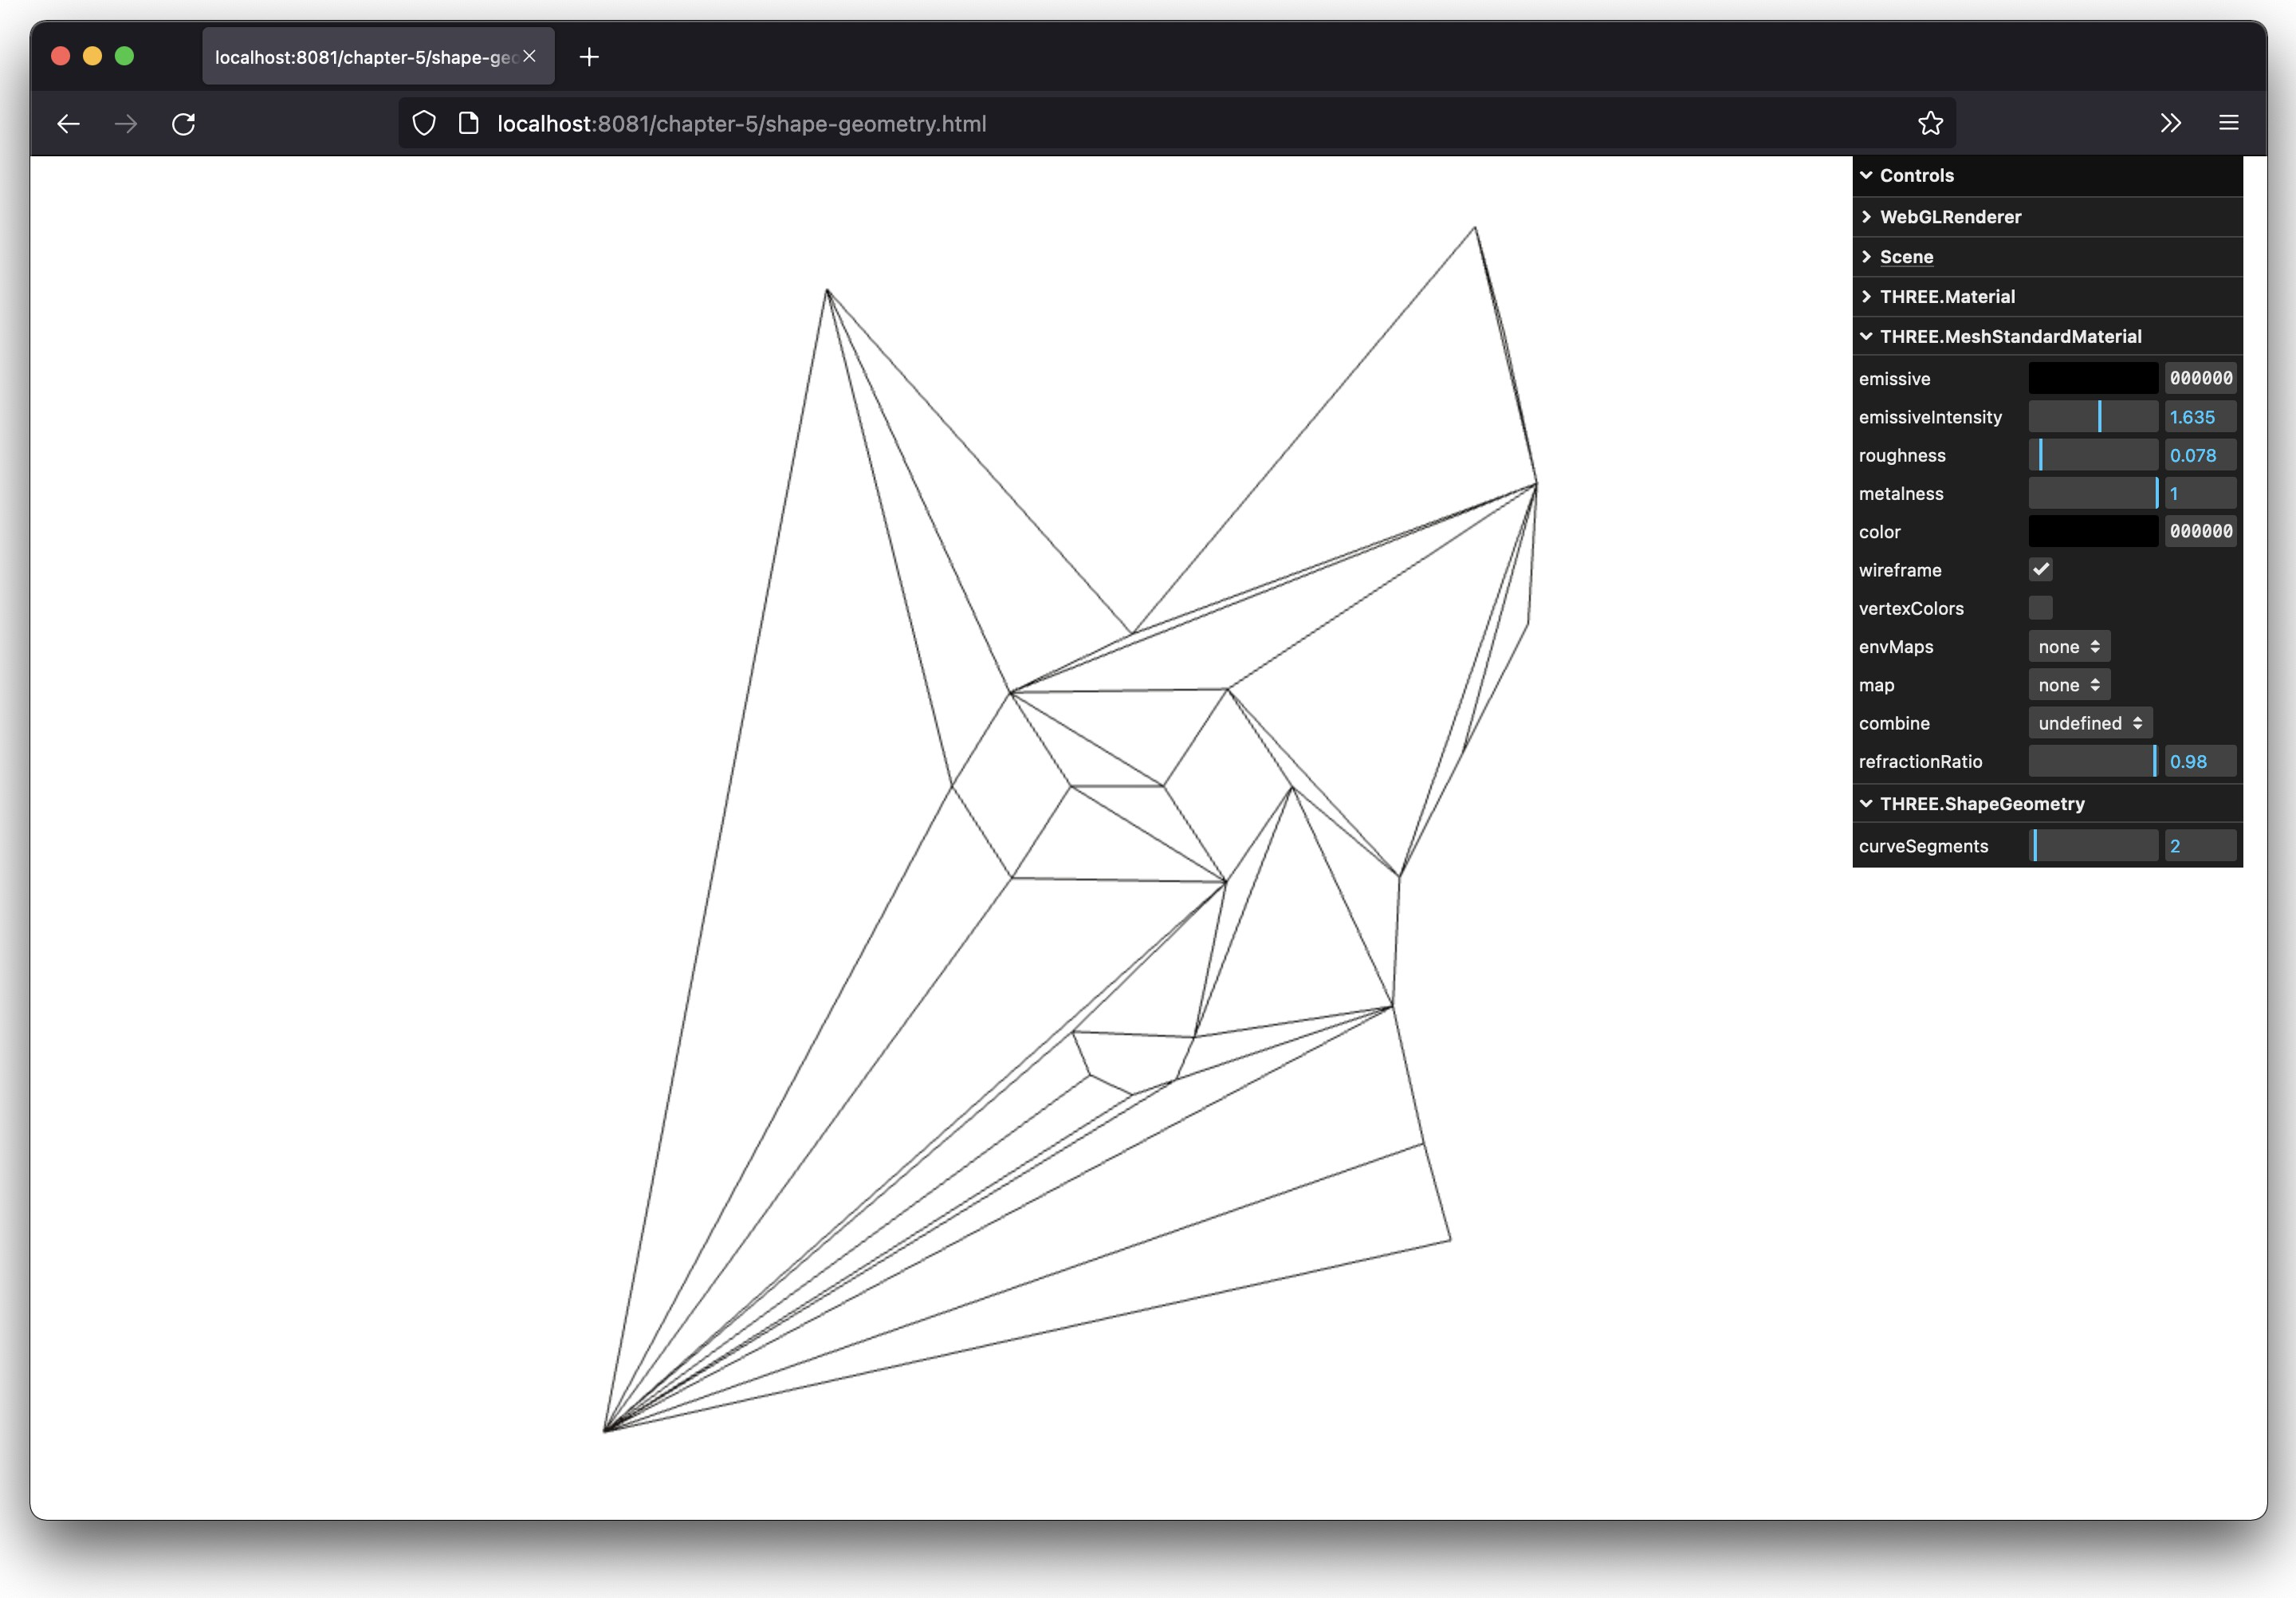 localhost:8081/chapter-5/shape-geo
localhost:8081/chapter-5/shape-geometry.html
Controls
WebGLRenderer
Scene
THREE.Material
THREE.MeshStandardMaterial
emissive 000000
emissiveIntensity 1.635
roughness 0.078
metalness 1
color 000000
wireframe
vertexColors
envMaps none
map none
combine undefined
refractionRatio 0.98
THREE.ShapeGeometry
curveSegments 2